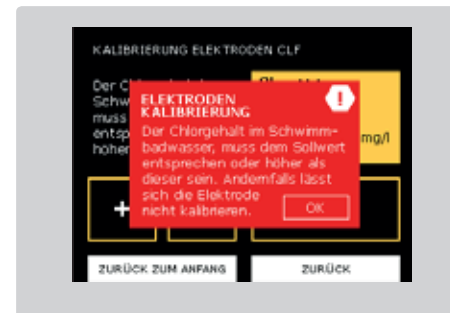 KALIBRIERUNG ELEKTRODEN CLF
Der
Schw
muss
entsp
höher
mg/l
ELEKTRODEN
KALIBRIERUNG
!
Der Chlorgehalt im Schwimm-
badwasser, muss dem Sollwert
entsprechen oder höher als
dieser sein. Andernfalls lässt
sich die Elektrode
nicht kalibrieren.
OK
+
ZURÜCK ZUM ANFANG
ZURÜCK